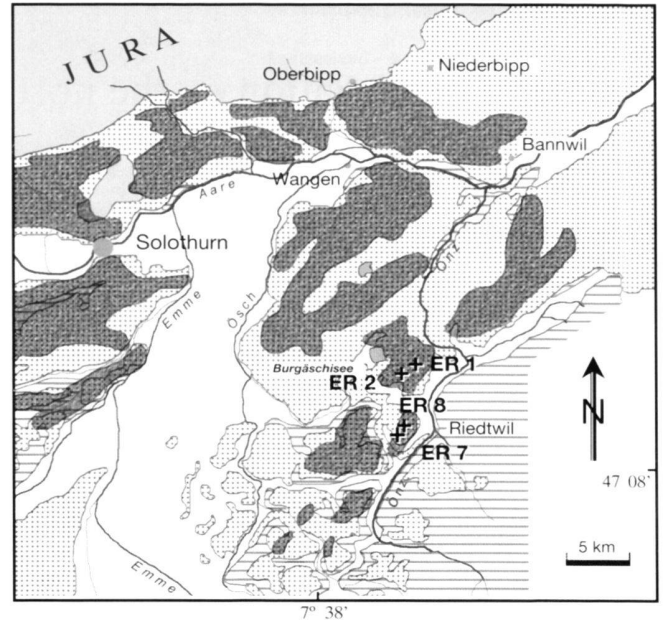 JURA
Oberbipp
Niederbipp
Bannwil
Wangen
Aare
Solothurn
Emme
Ösch
Önz
Burgäschisee
ER 1
ER 2
ER 8
Riedtwil
ER 7
N
47 08'
Önz
5 km
Emme
7° 38'